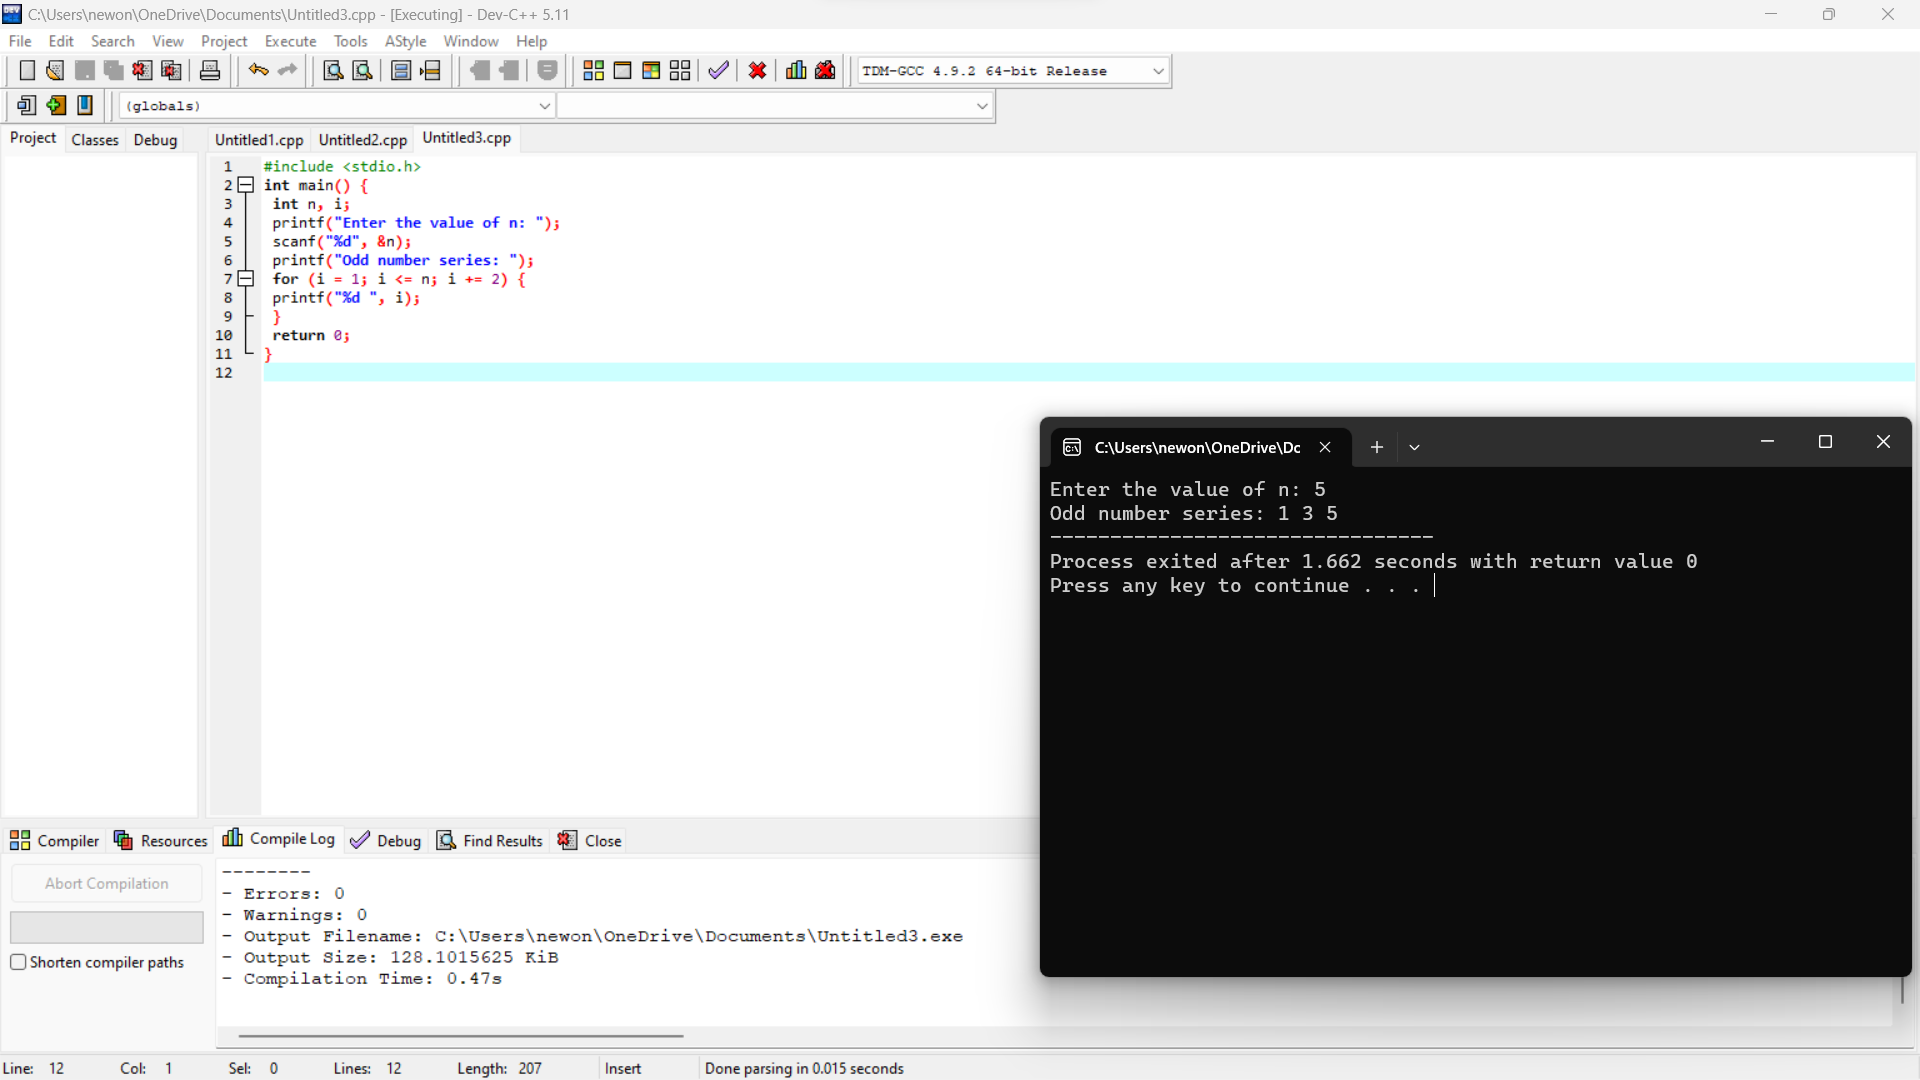 C:\Users\newon\OneDrive\Documents\Untitled3.cpp - [Executing] - Dev-C++ 5.11
File Edit Search View Project Execute Tools AStyle Window Help
TDM-GCC 4.9.2 64-bit Release
(globals)
Project Classes Debug
Untitled1.cpp Untitled2.cpp Untitled3.cpp
1 #include <stdio.h>
2 int main() {
3 int n, i;
4 printf("Enter the value of n: ");
5 scanf("%d", &n);
6 printf("Odd number series: ");
7 for (i = 1; i <= n; i += 2) {
8 printf("%d ", i);
9 }
10 return 0;
11 }
12
C:\Users\newon\OneDrive\Dc
Enter the value of n: 5
Odd number series: 1 3 5
--------------------------------
Process exited after 1.662 seconds with return value 0
Press any key to continue . . .
Compiler Resources Compile Log Debug Find Results Close
Abort Compilation
Shorten compiler paths
--------
- Errors: 0
- Warnings: 0
- Output Filename: C:\Users\newon\OneDrive\Documents\Untitled3.exe
- Output Size: 128.1015625 KiB
- Compilation Time: 0.47s
Line: 12 Col: 1 Sel: 0 Lines: 12 Length: 207 Insert Done parsing in 0.015 seconds